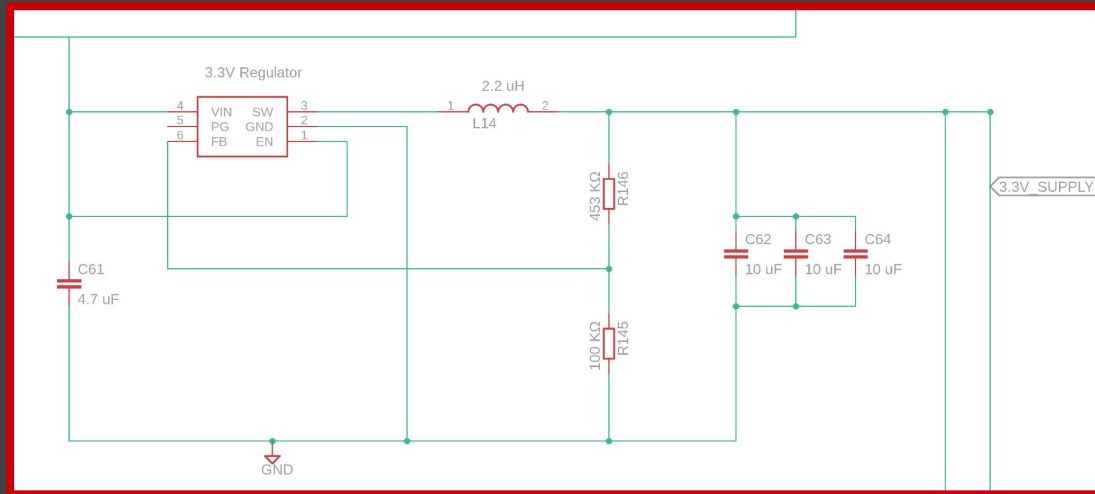 3.3V Regulator
4 VIN SW 3
5 PG GND 2
6 FB EN 1
2.2 uH
1 2
L14
453 KΩ
R146
3.3V_SUPPLY
C62 C63 C64
10 uF 10 uF 10 uF
C61
4.7 uF
100 KΩ
R145
GND